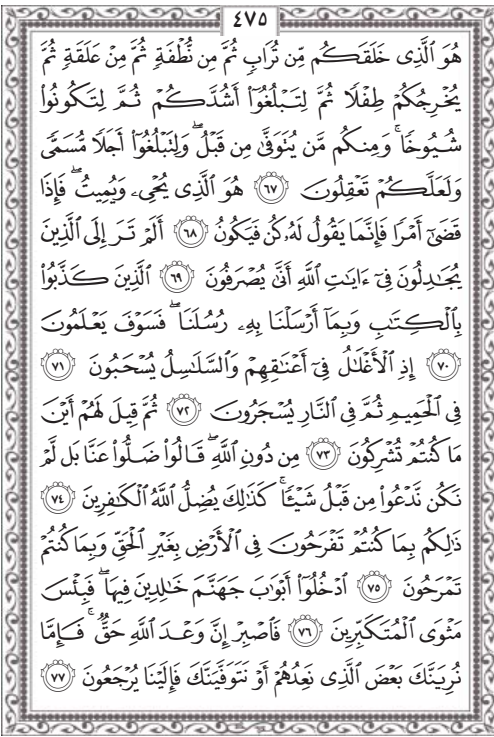 ٤٧٥
هُوَ ٱلَّذِى خَلَقَكُم مِّن تُرَابٍ ثُمَّ مِن نُّطْفَةٍ ثُمَّ مِنْ عَلَقَةٍ ثُمَّ
يُخْرِجُكُمْ طِفْلًا ثُمَّ لِتَبْلُغُوٓا۟ أَشُدَّكُمْ ثُمَّ لِتَكُونُوا۟
شُيُوخًا ۚ وَمِنكُم مَّن يُتَوَفَّىٰ مِن قَبْلُ ۖ وَلِتَبْلُغُوٓا۟ أَجَلًا مُّسَمًّى
وَلَعَلَّكُمْ تَعْقِلُونَ ٦٧ هُوَ ٱلَّذِى يُحْىِۦ وَيُمِيتُ ۖ فَإِذَا
قَضَىٰٓ أَمْرًا فَإِنَّمَا يَقُولُ لَهُۥ كُن فَيَكُونُ ٦٨ أَلَمْ تَرَ إِلَى ٱلَّذِينَ
يُجَـٰدِلُونَ فِىٓ ءَايَـٰتِ ٱللَّهِ أَنَّىٰ يُصْرَفُونَ ٦٩ ٱلَّذِينَ كَذَّبُوا۟
بِٱلْكِتَـٰبِ وَبِمَآ أَرْسَلْنَا بِهِۦ رُسُلَنَا ۖ فَسَوْفَ يَعْلَمُونَ
٧٠ إِذِ ٱلْأَغْلَـٰلُ فِىٓ أَعْنَـٰقِهِمْ وَٱلسَّلَـٰسِلُ يُسْحَبُونَ ٧١
فِى ٱلْحَمِيمِ ثُمَّ فِى ٱلنَّارِ يُسْجَرُونَ ٧٢ ثُمَّ قِيلَ لَهُمْ أَيْنَ
مَا كُنتُمْ تُشْرِكُونَ ٧٣ مِن دُونِ ٱللَّهِ ۖ قَالُوا۟ ضَلُّوا۟ عَنَّا بَل لَّمْ
نَكُن نَّدْعُوا۟ مِن قَبْلُ شَيْـًٔا ۚ كَذَٰلِكَ يُضِلُّ ٱللَّهُ ٱلْكَـٰفِرِينَ ٧٤
ذَٰلِكُم بِمَا كُنتُمْ تَفْرَحُونَ فِى ٱلْأَرْضِ بِغَيْرِ ٱلْحَقِّ وَبِمَا كُنتُمْ
تَمْرَحُونَ ٧٥ ٱدْخُلُوٓا۟ أَبْوَٰبَ جَهَنَّمَ خَـٰلِدِينَ فِيهَا ۖ فَبِئْسَ
مَثْوَى ٱلْمُتَكَبِّرِينَ ٧٦ فَٱصْبِرْ إِنَّ وَعْدَ ٱللَّهِ حَقٌّ ۚ فَإِمَّا
نُرِيَنَّكَ بَعْضَ ٱلَّذِى نَعِدُهُمْ أَوْ نَتَوَفَّيَنَّكَ فَإِلَيْنَا يُرْجَعُونَ ٧٧